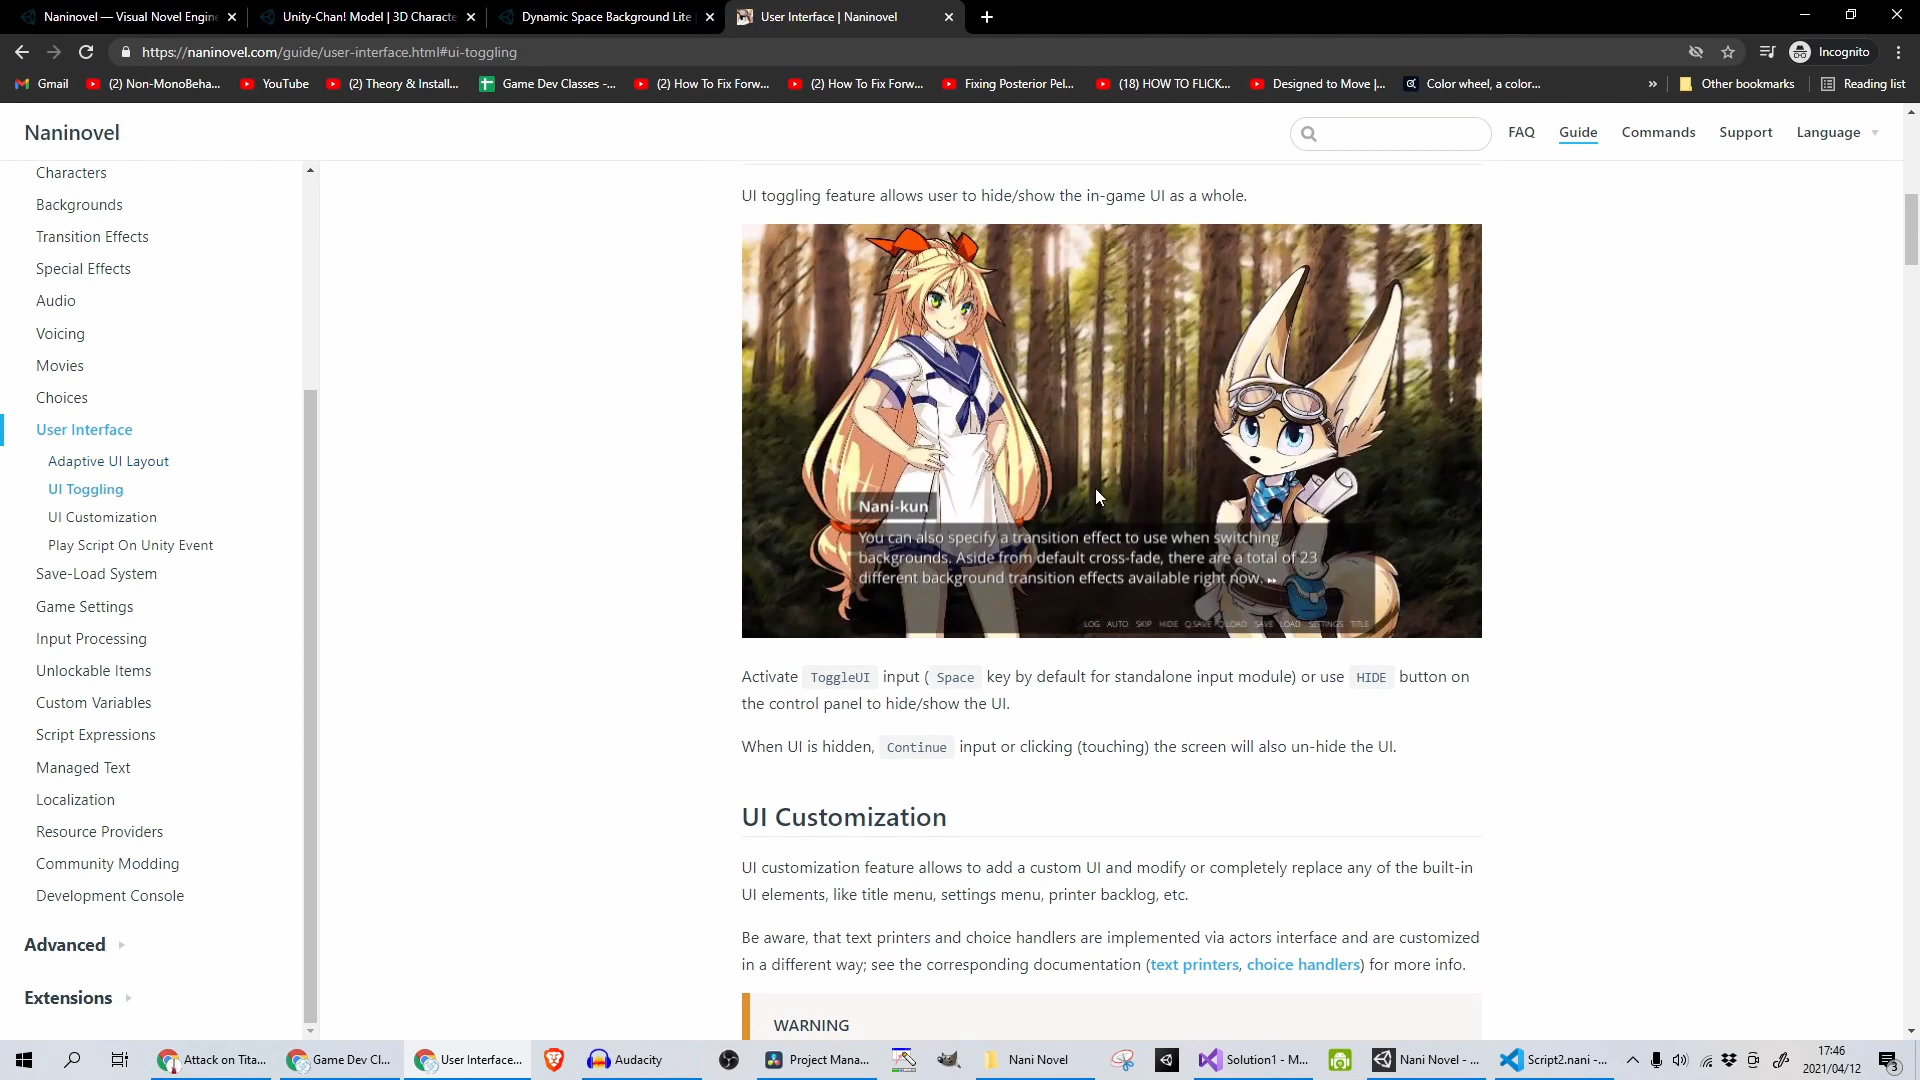 Naninovel — Visual Novel Engin
Unity-Chan! Model | 3D Characte
Dynamic Space Background Lite
User Interface | Naninovel
https://naninovel.com/guide/user-interface.html#ui-toggling
Incognito
Gmail
(2) Non-MonoBeha...
YouTube
(2) Theory & Install...
Game Dev Classes -...
(2) How To Fix Forw...
(2) How To Fix Forw...
Fixing Posterior Pel...
(18) HOW TO FLICK...
Designed to Move |...
Color wheel, a color...
»
Other bookmarks
Reading list
Naninovel
FAQ
Guide
Commands
Support
Language
Characters
Backgrounds
Transition Effects
Special Effects
Audio
Voicing
Movies
Choices
User Interface
Adaptive UI Layout
UI Toggling
UI Customization
Play Script On Unity Event
Save-Load System
Game Settings
Input Processing
Unlockable Items
Custom Variables
Script Expressions
Managed Text
Localization
Resource Providers
Community Modding
Development Console
Advanced
Extensions
UI toggling feature allows user to hide/show the in-game UI as a whole.
Nani-kun
You can also specify a transition effect to use when switching
backgrounds. Aside from default cross-fade, there are a total of 23
different background transition effects available right now.
LOG AUTO SKIP HIDE Q.SAVE Q.LOAD SAVE LOAD SETTINGS TITLE
Activate ToggleUI input ( Space key by default for standalone input module) or use HIDE button on
the control panel to hide/show the UI.
When UI is hidden, Continue input or clicking (touching) the screen will also un-hide the UI.
UI Customization
UI customization feature allows to add a custom UI and modify or completely replace any of the built-in
UI elements, like title menu, settings menu, printer backlog, etc.
Be aware, that text printers and choice handlers are implemented via actors interface and are customized
in a different way; see the corresponding documentation (text printers, choice handlers) for more info.
WARNING
Attack on Tita...
Game Dev Cl...
User Interface...
Audacity
Project Mana...
Nani Novel
Solution1 - M...
Nani Novel - ...
Script2.nani -...
17:46
2021/04/12
3